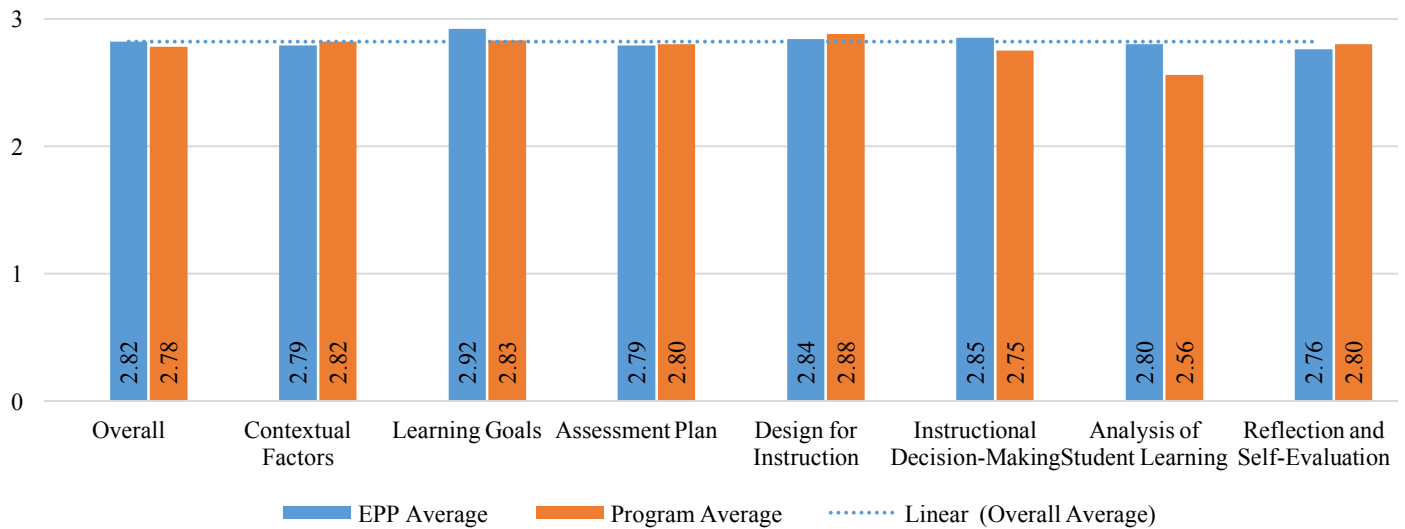 3
2
1
0
2.82
2.78
2.79
2.82
2.92
2.83
2.79
2.80
2.84
2.88
2.85
2.75
2.80
2.56
2.76
2.80
Overall
Contextual
Factors
Learning Goals
Assessment Plan
Design for
Instruction
Instructional
Decision-Making
Analysis of
Student Learning
Reflection and
Self-Evaluation
EPP Average
Program Average
Linear (Overall Average)